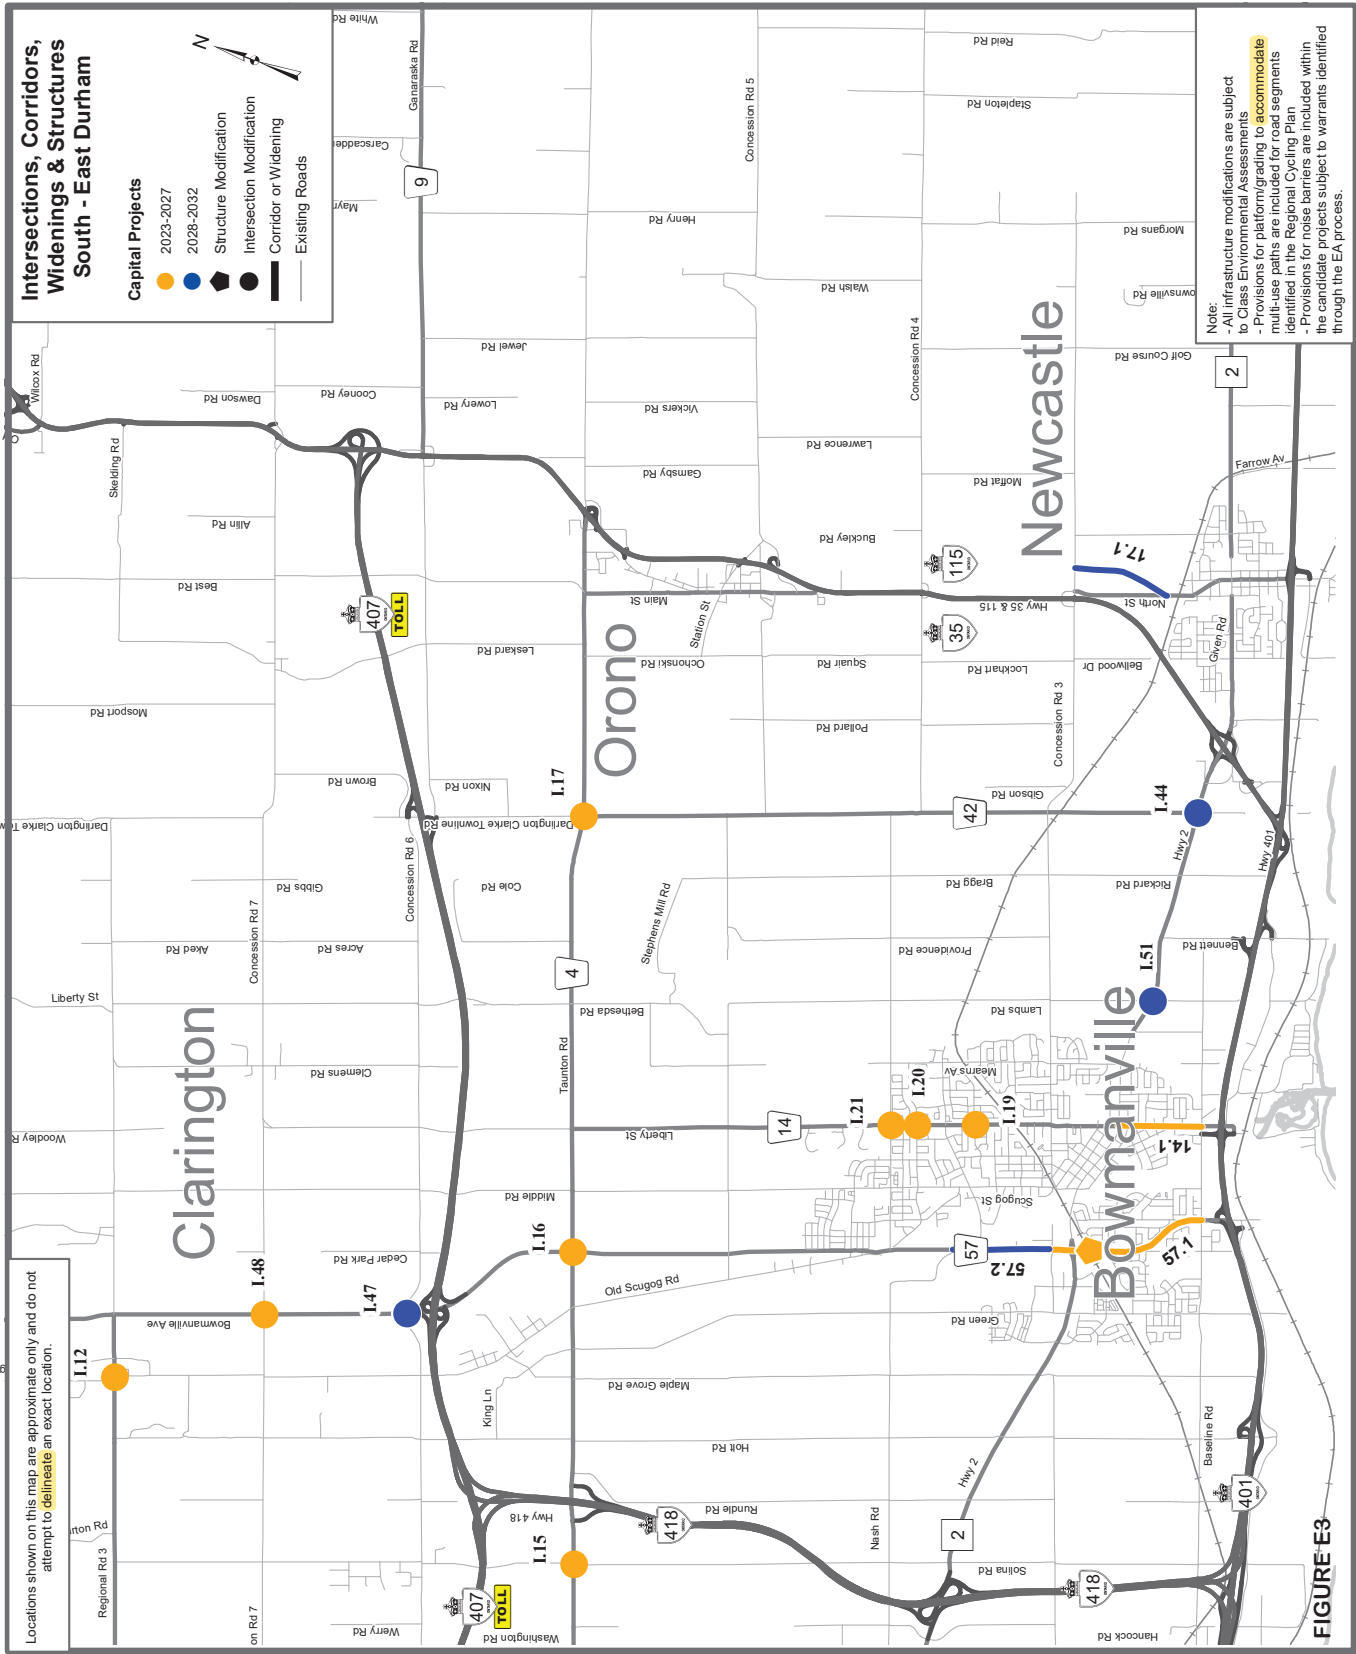 Intersections, Corridors,
Widenings & Structures
South - East Durham
N
Capital Projects
2023-2027
2028-2032
Structure Modification
Intersection Modification
Corridor or Widening
Existing Roads
Locations shown on this map are approximate only and do not
attempt to delineate an exact location.
Note:
- All infrastructure modifications are subject
to Class Environmental Assessments
- Provisions for platform/grading to accommodate
multi-use paths are included for road segments
identified in the Regional Cycling Plan
- Provisions for noise barriers are included within
the candidate projects subject to warrants identified
through the EA process.
FIGURE E3
Clarington
Orono
Newcastle
Bowmanville
I.12
I.48
I.47
I.16
I.15
I.17
I.21
I.20
I.19
I.44
I.51
14.1
17.1
57.1
57.2
White Rd
Ganaraska Rd
9
Mayr
Wilcox Rd
Skelding Rd
Dawson Rd
Cooney Rd
Jewel Rd
Lowery Rd
Allin Rd
Best Rd
407
TOLL
Leskard Rd
Mosport Rd
Brown Rd
Nixon Rd
Darlington Clarke Townline Rd
Concession Rd 6
Concession Rd 7
Gibbs Rd
Cole Rd
Aked Rd
Acres Rd
Liberty St
Clemens Rd
Middle Rd
Cedar Park Rd
Bowmanville Ave
Regional Rd 3
on Rd 7
King Ln
Hwy 418
407
TOLL
Werry Rd
Washington Rd
Reid Rd
Stapleton Rd
Concession Rd 5
Henry Rd
Walsh Rd
Morgans Rd
Golf Course Rd
2
Concession Rd 4
Vickers Rd
Lawrence Rd
Gamsby Rd
Moffat Rd
Farrow Av
Buckley Rd
115
35
Main St
Station St
Hwy 35 & 115
North St
Given Rd
Ochonski Rd
Squair Rd
Lockhart Rd
Bellwood Dr
Pollard Rd
Concession Rd 3
Gibson Rd
42
Hwy 2
Hwy 401
Bragg Rd
Rickard Rd
Stephens Mill Rd
Providence Rd
Bennett Rd
4
Taunton Rd
Bethesda Rd
Lambs Rd
Mearns Av
14
Liberty St
Scugog St
57
Old Scugog Rd
Green Rd
Maple Grove Rd
Holt Rd
Rundle Rd
Nash Rd
Hwy 2
2
Baseline Rd
401
418
Solina Rd
418
Hancock Rd